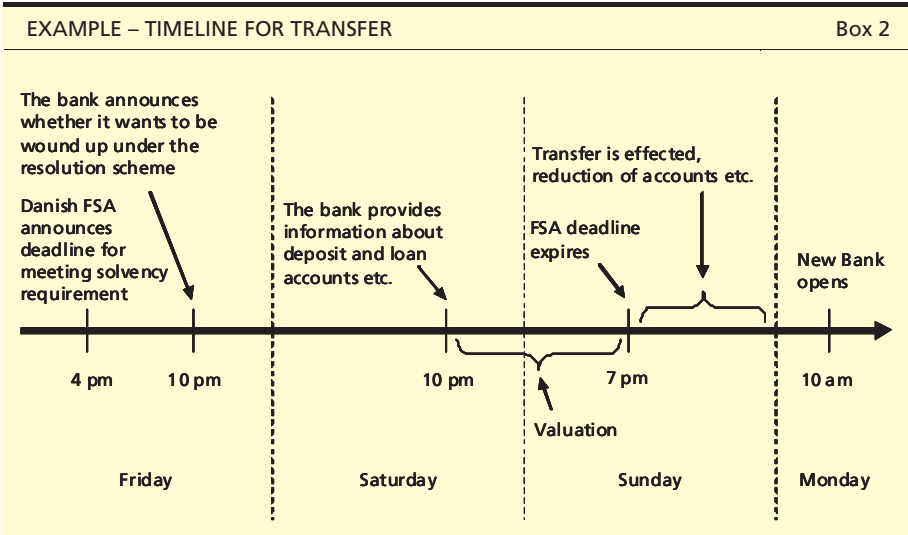 EXAMPLE – TIMELINE FOR TRANSFER
Box 2
The bank announces
whether it wants to be
wound up under the
resolution scheme
Danish FSA
announces
deadline for
meeting solvency
requirement
The bank provides
information about
deposit and loan
accounts etc.
Transfer is effected,
reduction of accounts etc.
FSA deadline
expires
New Bank
opens
4 pm
10 pm
10 pm
7 pm
10 am
Valuation
Friday
Saturday
Sunday
Monday